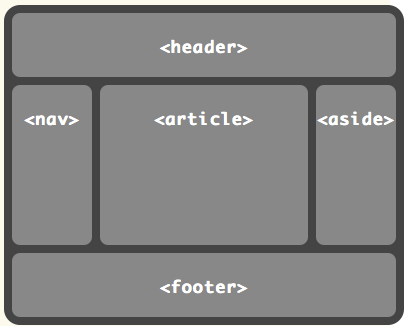 <header>
<nav> <article> <aside>
<footer>